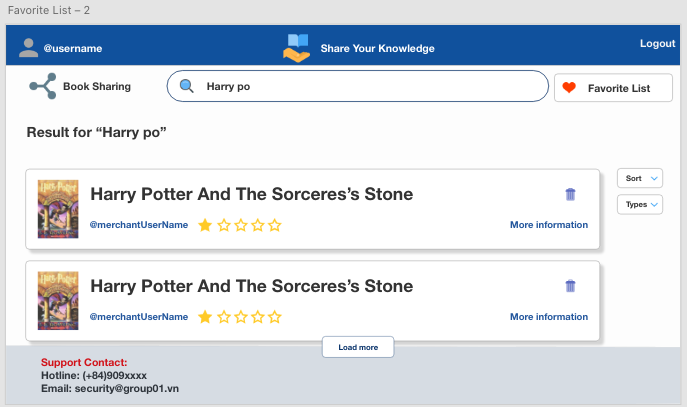 Favorite List – 2
@username
Share Your Knowledge
Logout
Book Sharing
Harry po
Favorite List
Result for “Harry po”
Sort
Types
Harry Potter And The Sorceres’s Stone
@merchantUserName
More information
Harry Potter And The Sorceres’s Stone
@merchantUserName
More information
Load more
Support Contact:
Hotline: (+84)909xxxx
Email: security@group01.vn